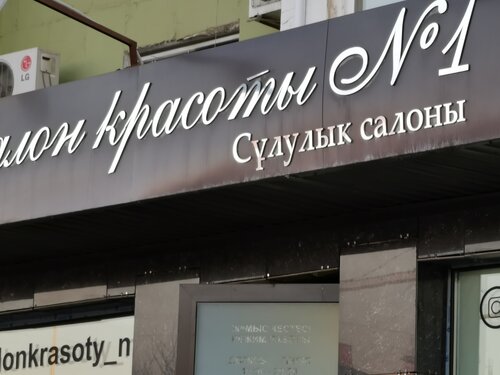 LG
алон красоты №1
Сұлулық салоны
lonkrasoty_n